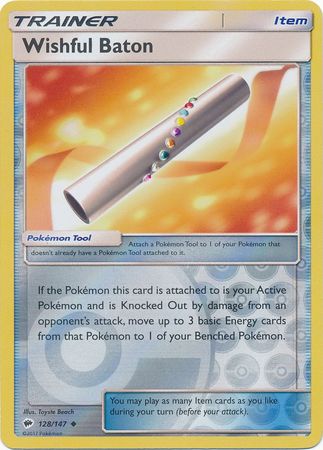 TRAINER Item
Wishful Baton
Pokémon Tool
Attach a Pokémon Tool to 1 of your Pokémon that
doesn't already have a Pokémon Tool attached to it.
If the Pokémon this card is attached to is your Active
Pokémon and is Knocked Out by damage from an
opponent's attack, move up to 3 basic Energy cards
from that Pokémon to 1 of your Benched Pokémon.
Illus. Toyste Beach
128/147
©2017 Pokémon
You may play as many Item cards as you like
during your turn (before your attack).